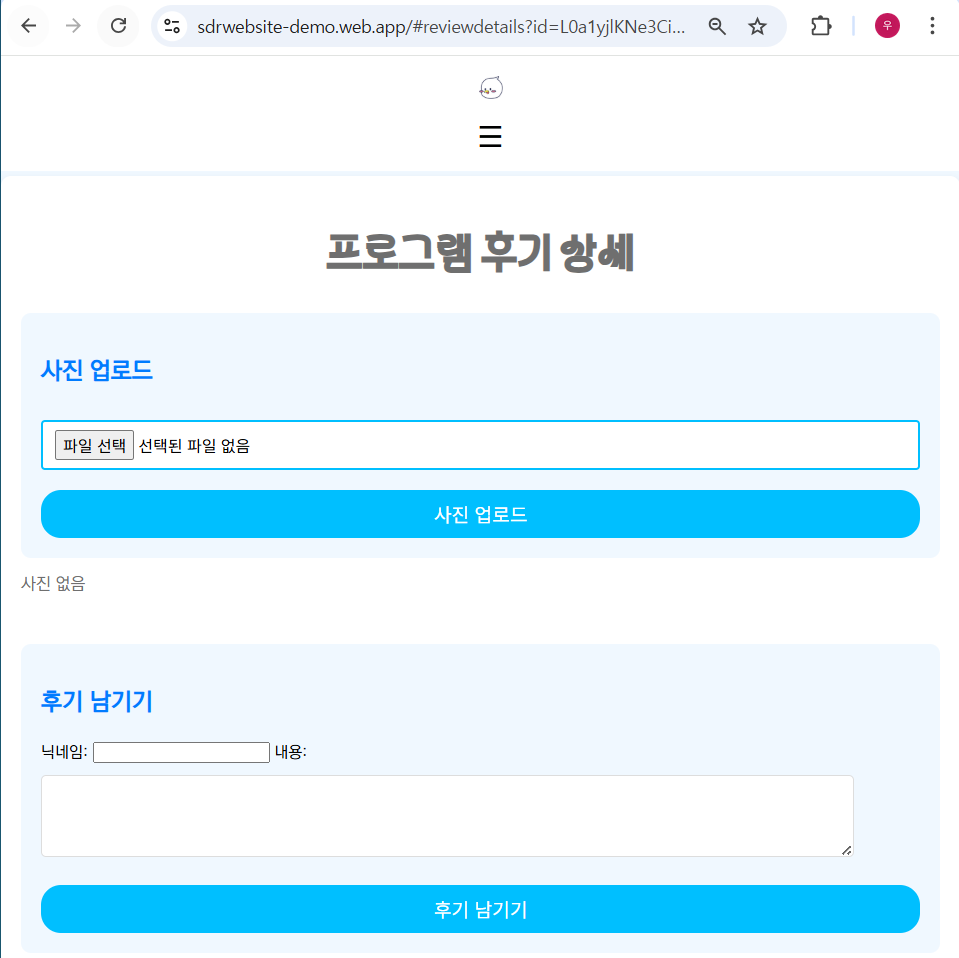 sdrwebsite-demo.web.app/#reviewdetails?id=L0a1yjlKNe3Ci...
우
프로그램 후기 상세
사진 업로드
파일 선택 선택된 파일 없음
사진 업로드
사진 없음
후기 남기기
닉네임: 내용:
후기 남기기